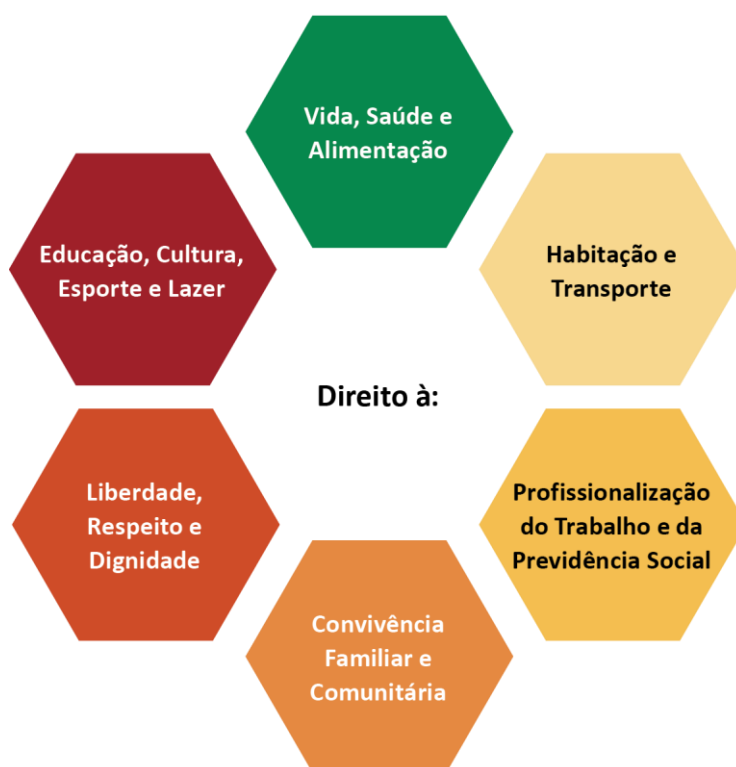 Vida, Saúde e
Alimentação
Educação, Cultura,
Esporte e Lazer
Habitação e
Transporte
Direito à:
Liberdade,
Respeito e
Dignidade
Profissionalização
do Trabalho e da
Previdência Social
Convivência
Familiar e
Comunitária